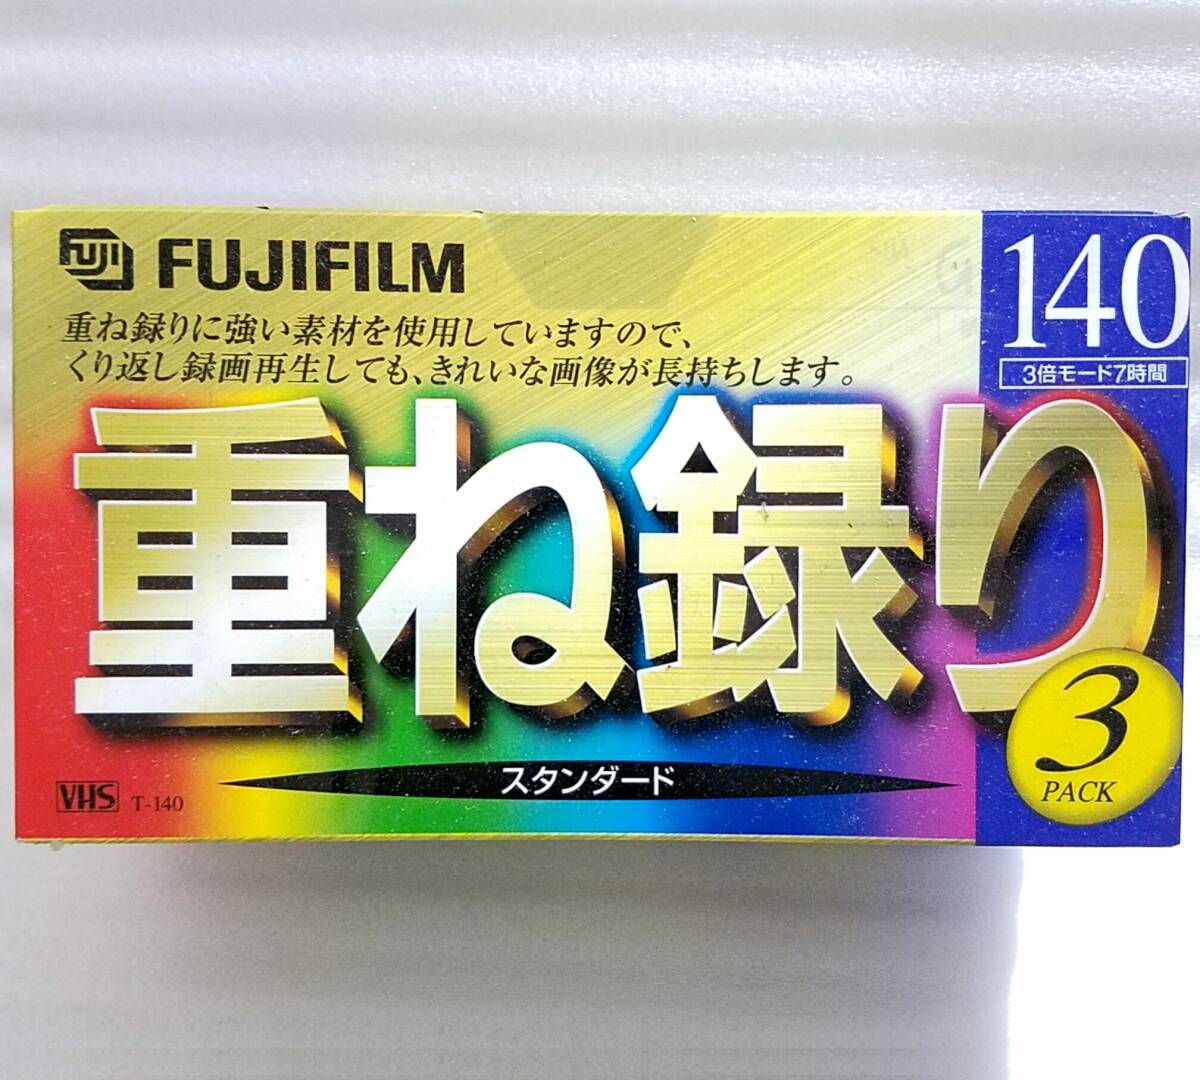 FUJI FUJIFILM
重ね録りに強い素材を使用していますので、
くり返し録画再生しても、きれいな画像が長持ちします。
140
3倍モード7時間
重ね録り
スタンダード
3
PACK
VHS T-140